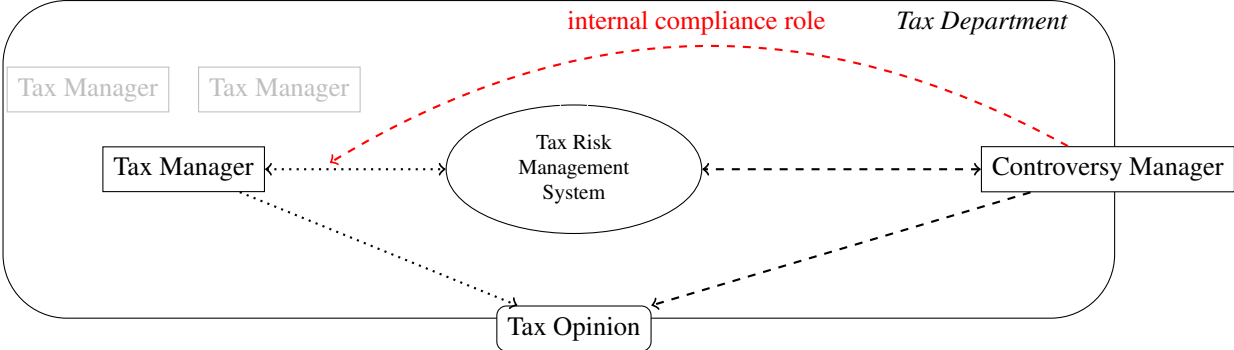 internal compliance role
Tax Department
Tax Manager
Tax Manager
Tax Manager
Tax Risk
Management
System
Controversy Manager
Tax Opinion